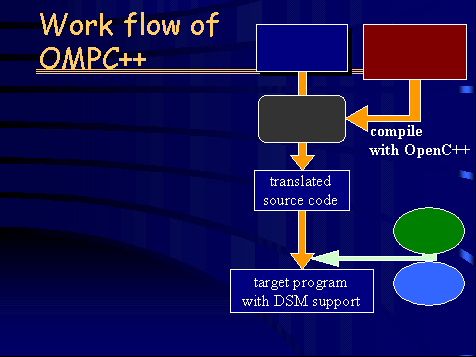 Work flow of
OMPC++
compile
with OpenC++
translated
source code
target program
with DSM support